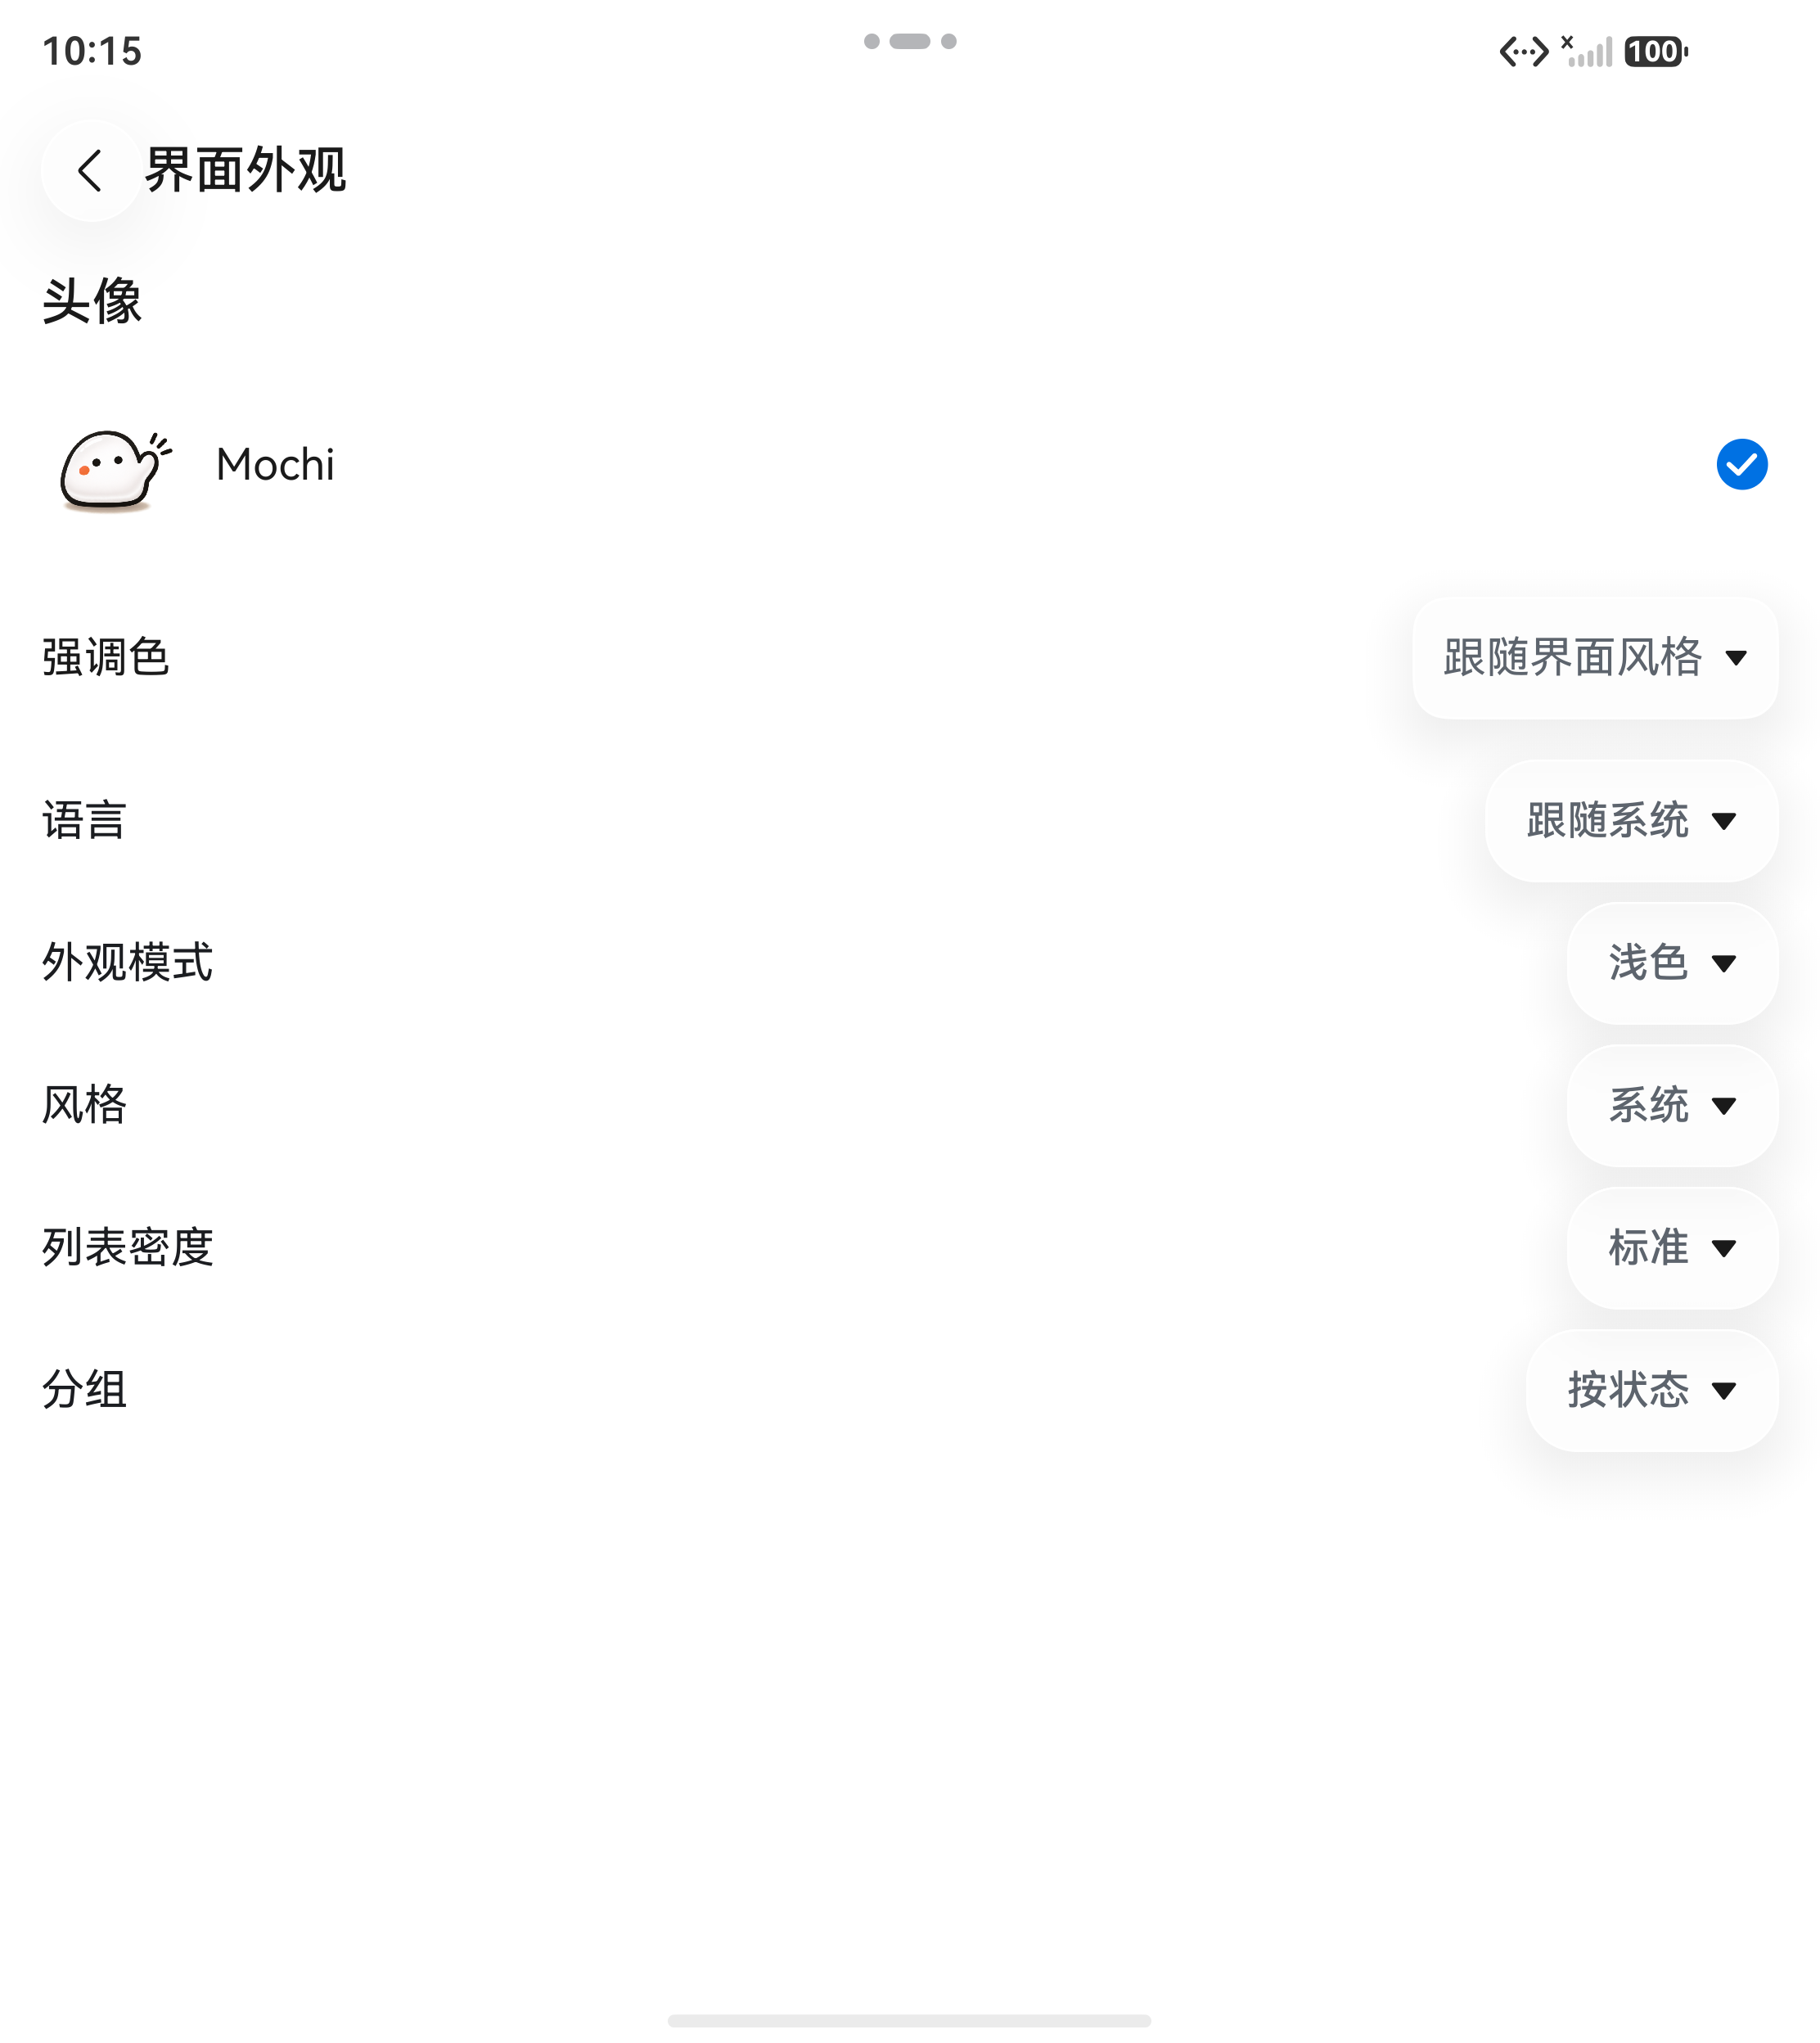 10:15
100
界面外观
头像
Mochi
强调色 跟随界面风格
语言 跟随系统
外观模式 浅色
风格 系统
列表密度 标准
分组 按状态